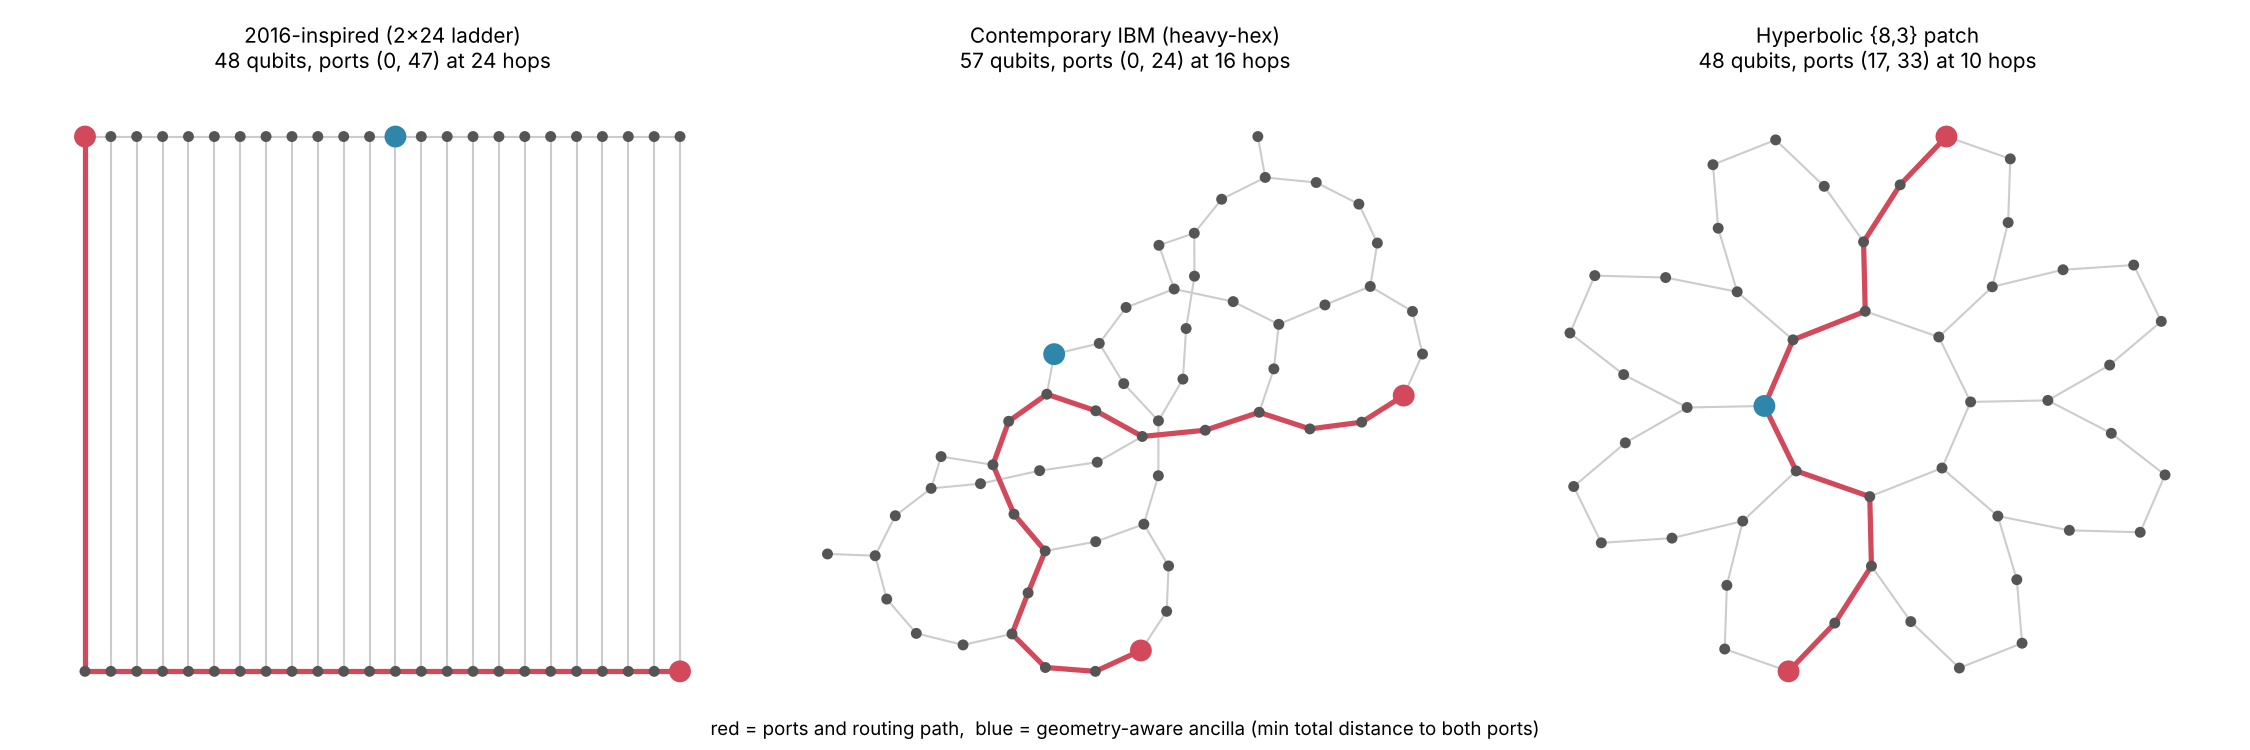 2016-inspired (2×24 ladder)
48 qubits, ports (0, 47) at 24 hops
Contemporary IBM (heavy-hex)
57 qubits, ports (0, 24) at 16 hops
Hyperbolic {8,3} patch
48 qubits, ports (17, 33) at 10 hops
red = ports and routing path, blue = geometry-aware ancilla (min total distance to both ports)